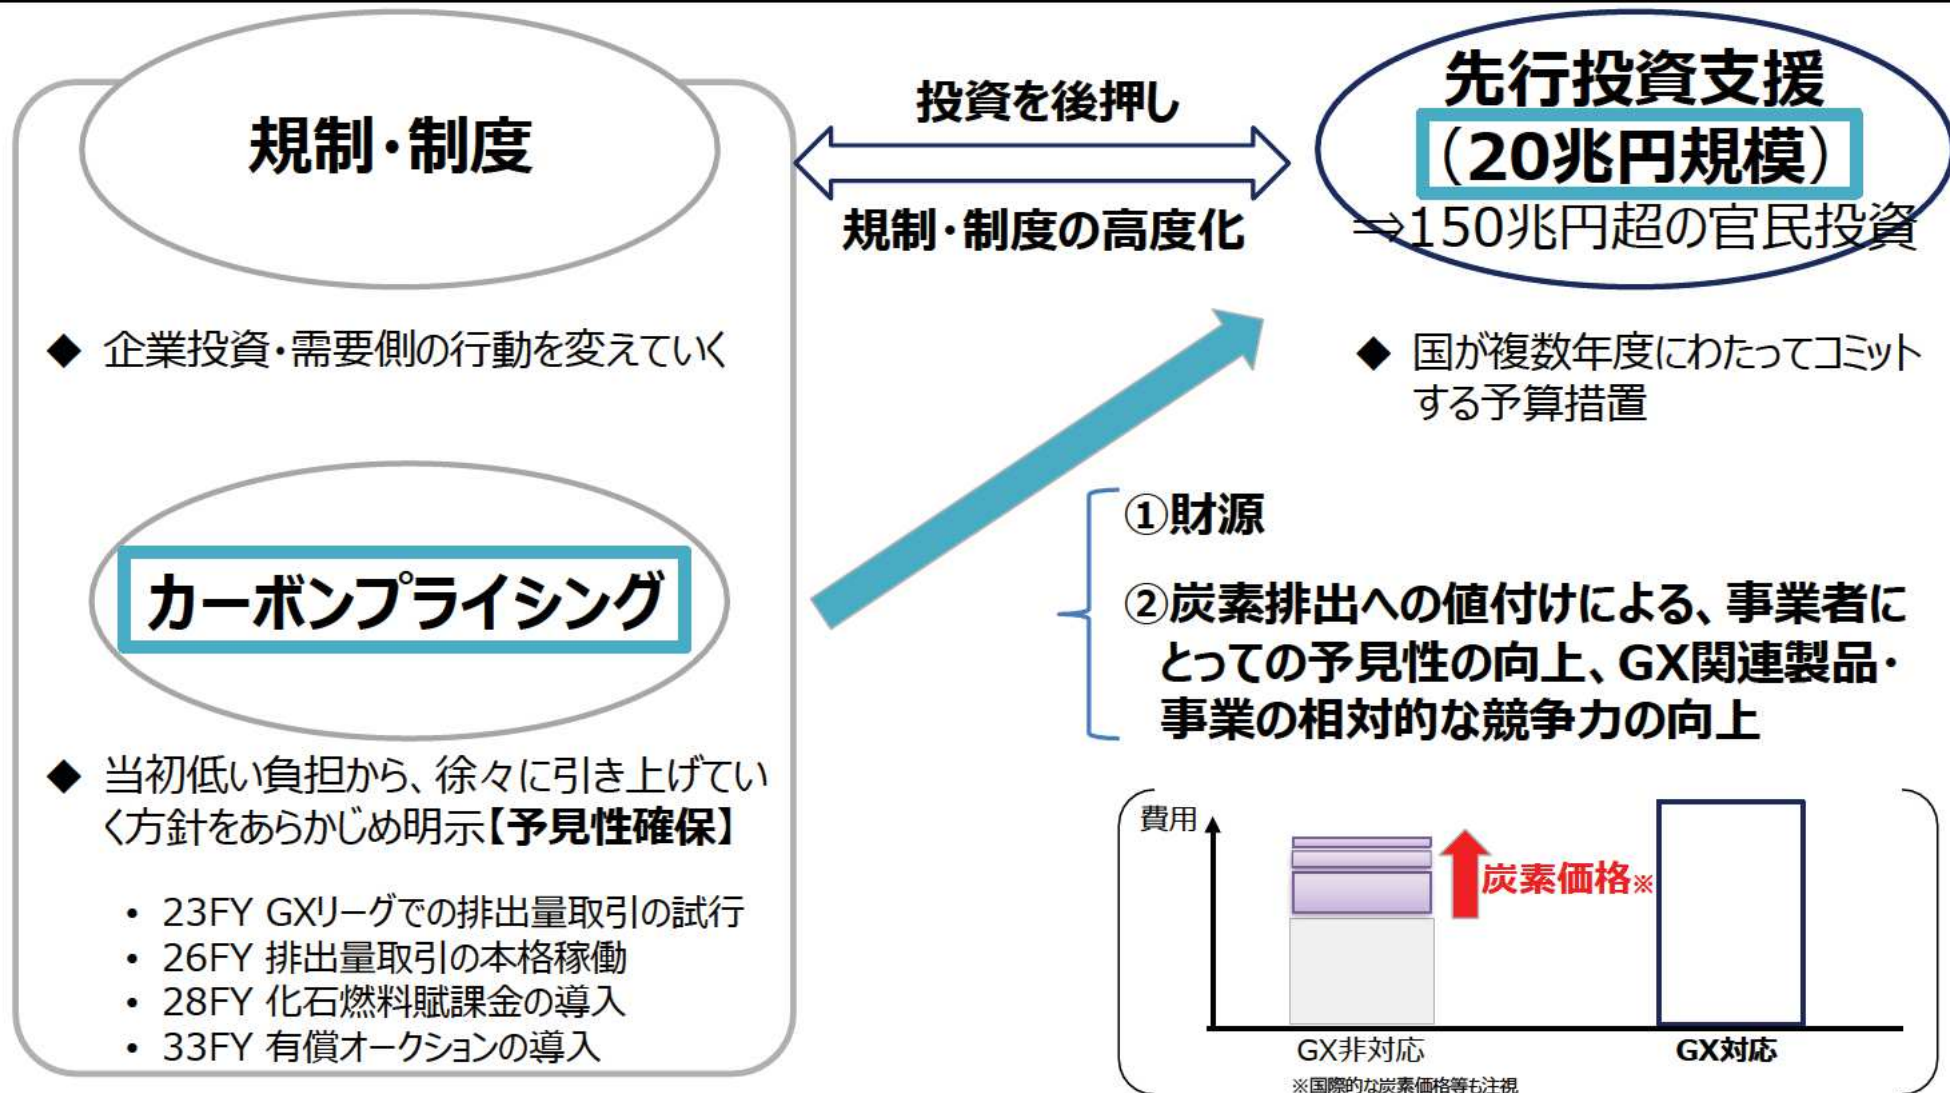 規制・制度
◆ 企業投資・需要側の行動を変えていく
カーボンプライシング
◆ 当初低い負担から、徐々に引き上げてい
く方針をあらかじめ明示【予見性確保】
• 23FY GXリーグでの排出量取引の試行
• 26FY 排出量取引の本格稼働
• 28FY 化石燃料賦課金の導入
• 33FY 有償オークションの導入
投資を後押し
規制・制度の高度化
先行投資支援
（20兆円規模）
⇒150兆円超の官民投資
◆ 国が複数年度にわたってコミット
する予算措置
①財源
②炭素排出への値付けによる、事業者に
とっての予見性の向上、GX関連製品・
事業の相対的な競争力の向上
費用
炭素価格※
GX非対応
GX対応
※国際的な炭素価格等も注視